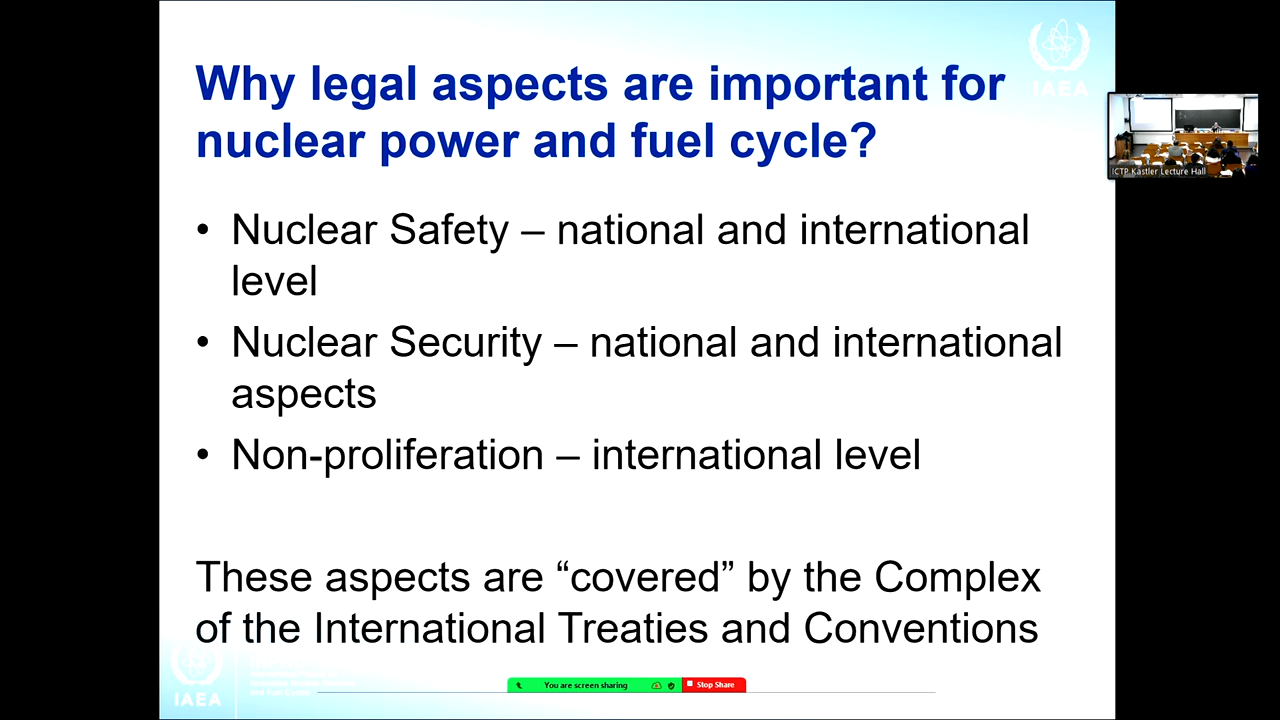 Why legal aspects are important for
nuclear power and fuel cycle?
IAEA
ICTP Kastler Lecture Hall
• Nuclear Safety – national and international
level
• Nuclear Security – national and international
aspects
• Non-proliferation – international level
These aspects are “covered” by the Complex
of the International Treaties and Conventions
IAEA
You are screen sharing
Stop Share